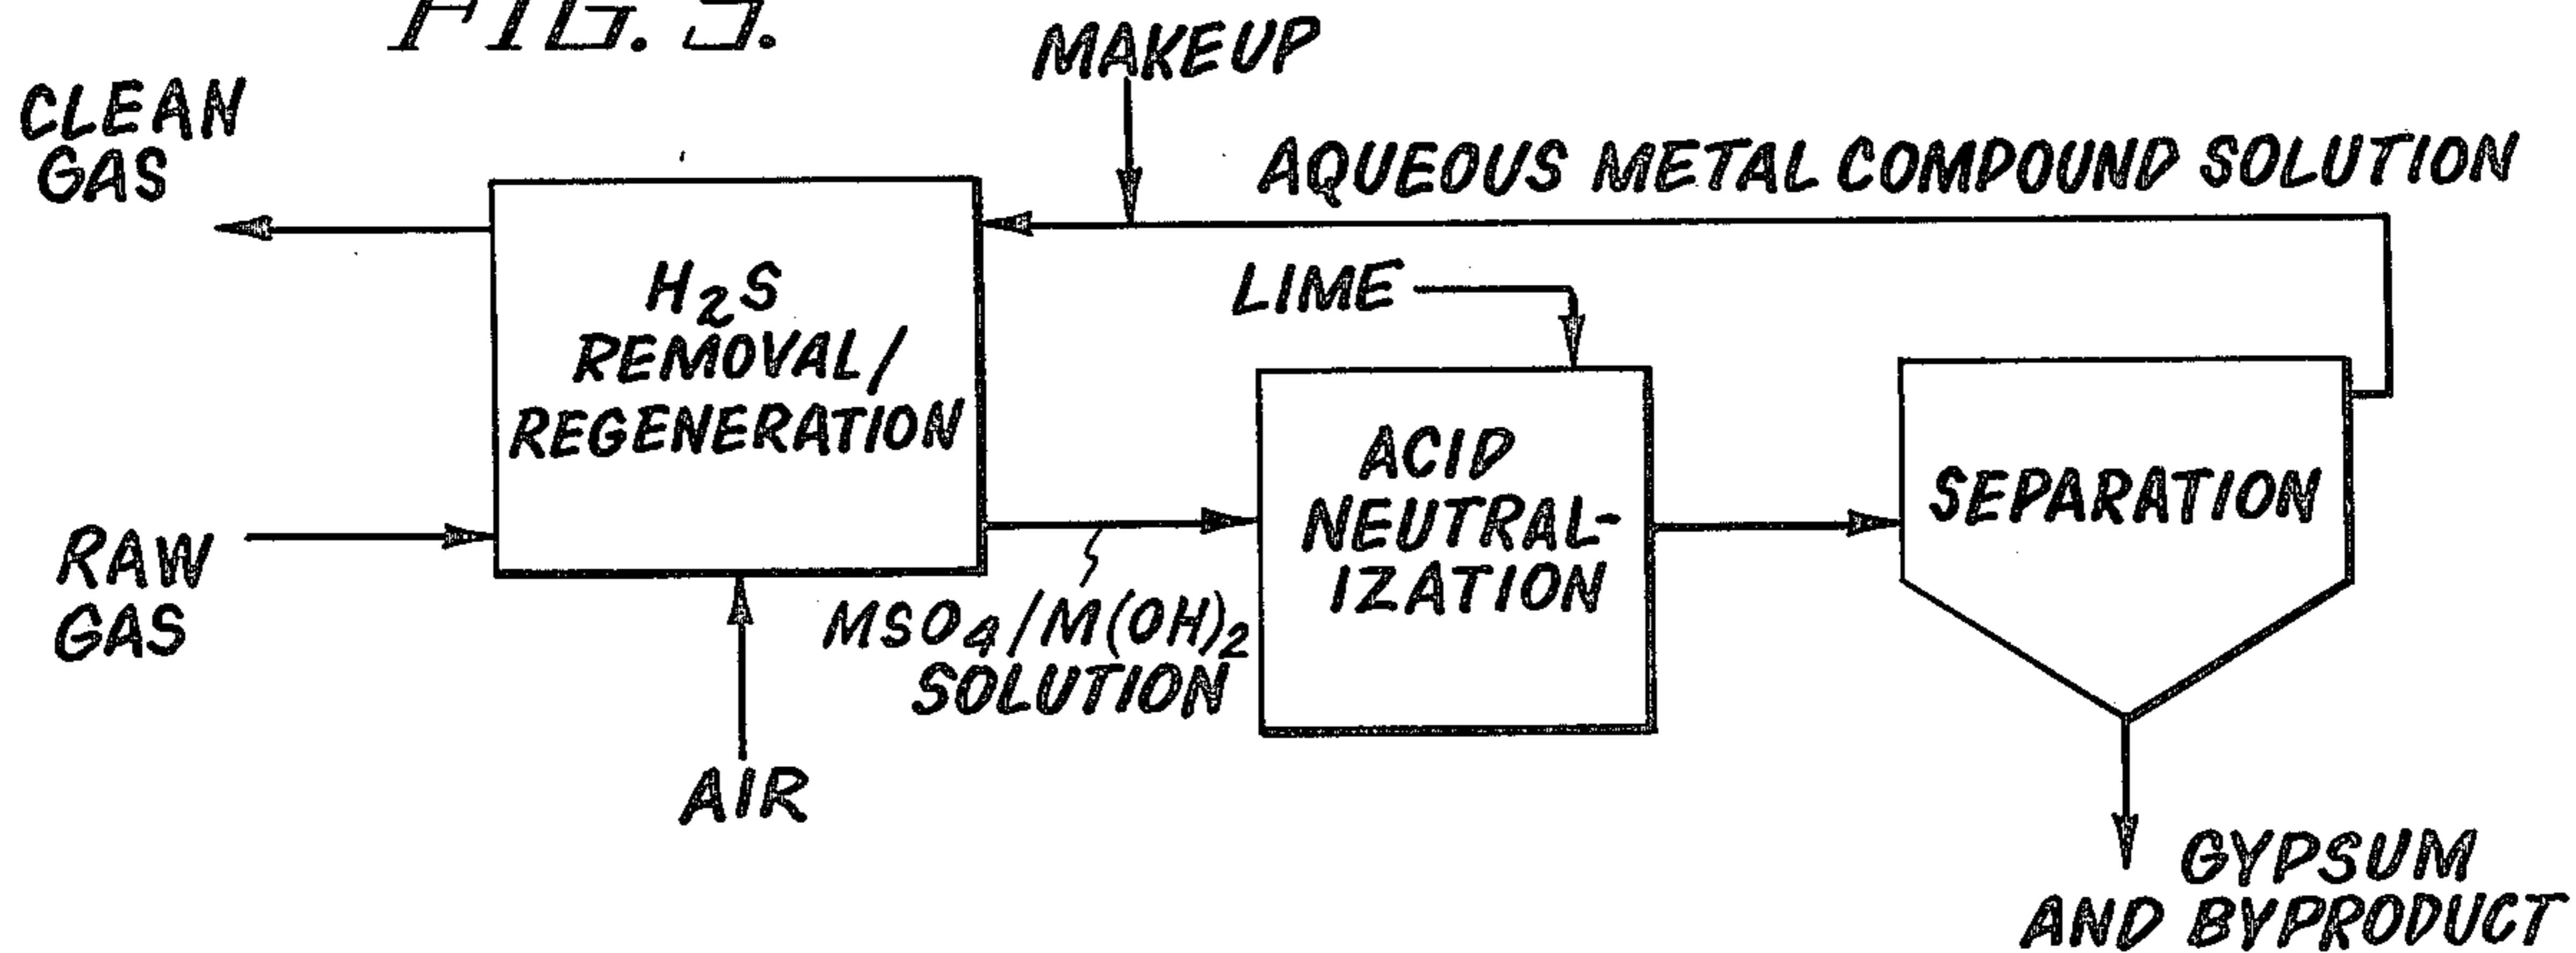 FIG. 5.
MAKEUP
CLEAN
GAS
AQUEOUS METAL COMPOUND SOLUTION
H₂S
REMOVAL/
REGENERATION
LIME
ACID
NEUTRAL-
IZATION
SEPARATION
RAW
GAS
MSO₄/M(OH)₂
SOLUTION
AIR
GYPSUM
AND BYPRODUCT